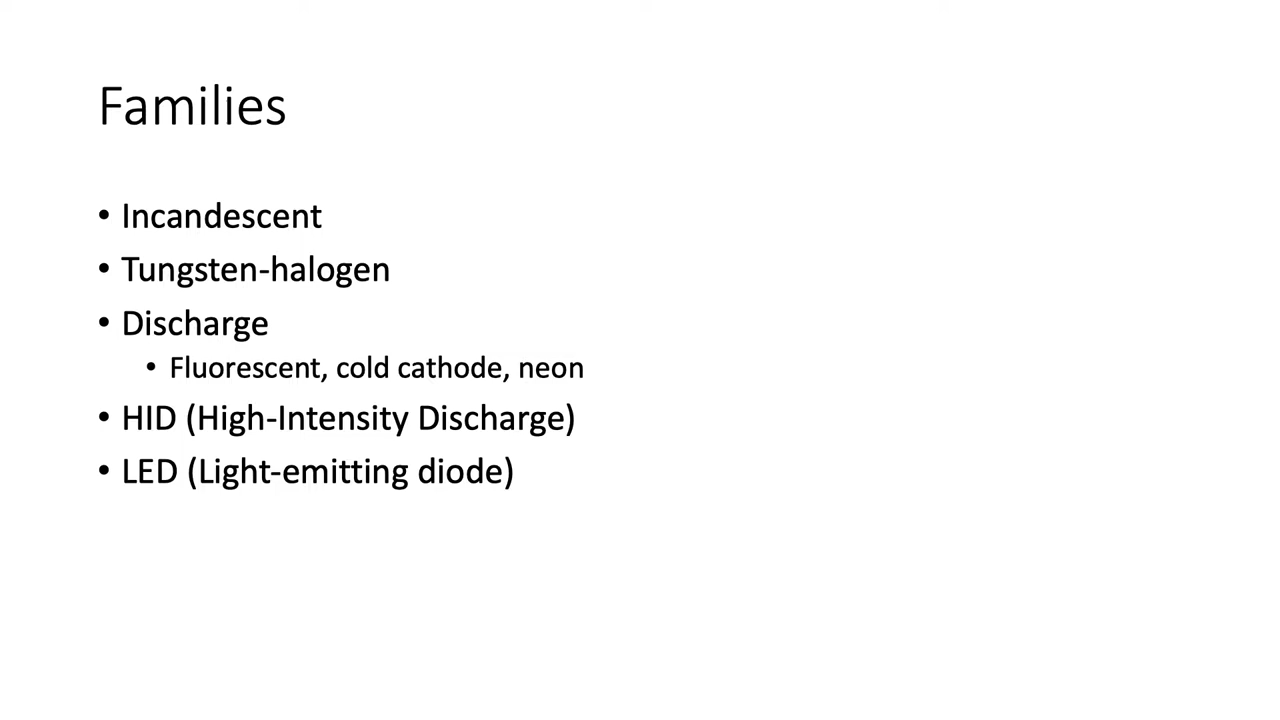 Families
• Incandescent
• Tungsten-halogen
• Discharge
• Fluorescent, cold cathode, neon
• HID (High-Intensity Discharge)
• LED (Light-emitting diode)